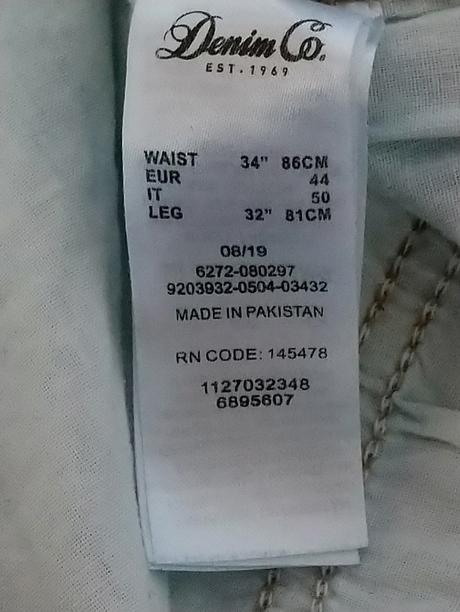 Denim Co.
EST.1969
WAIST 34" 86CM
EUR 44
IT 50
LEG 32" 81CM
08/19
6272-080297
9203932-0504-03432
MADE IN PAKISTAN
RN CODE: 145478
1127032348
6895607